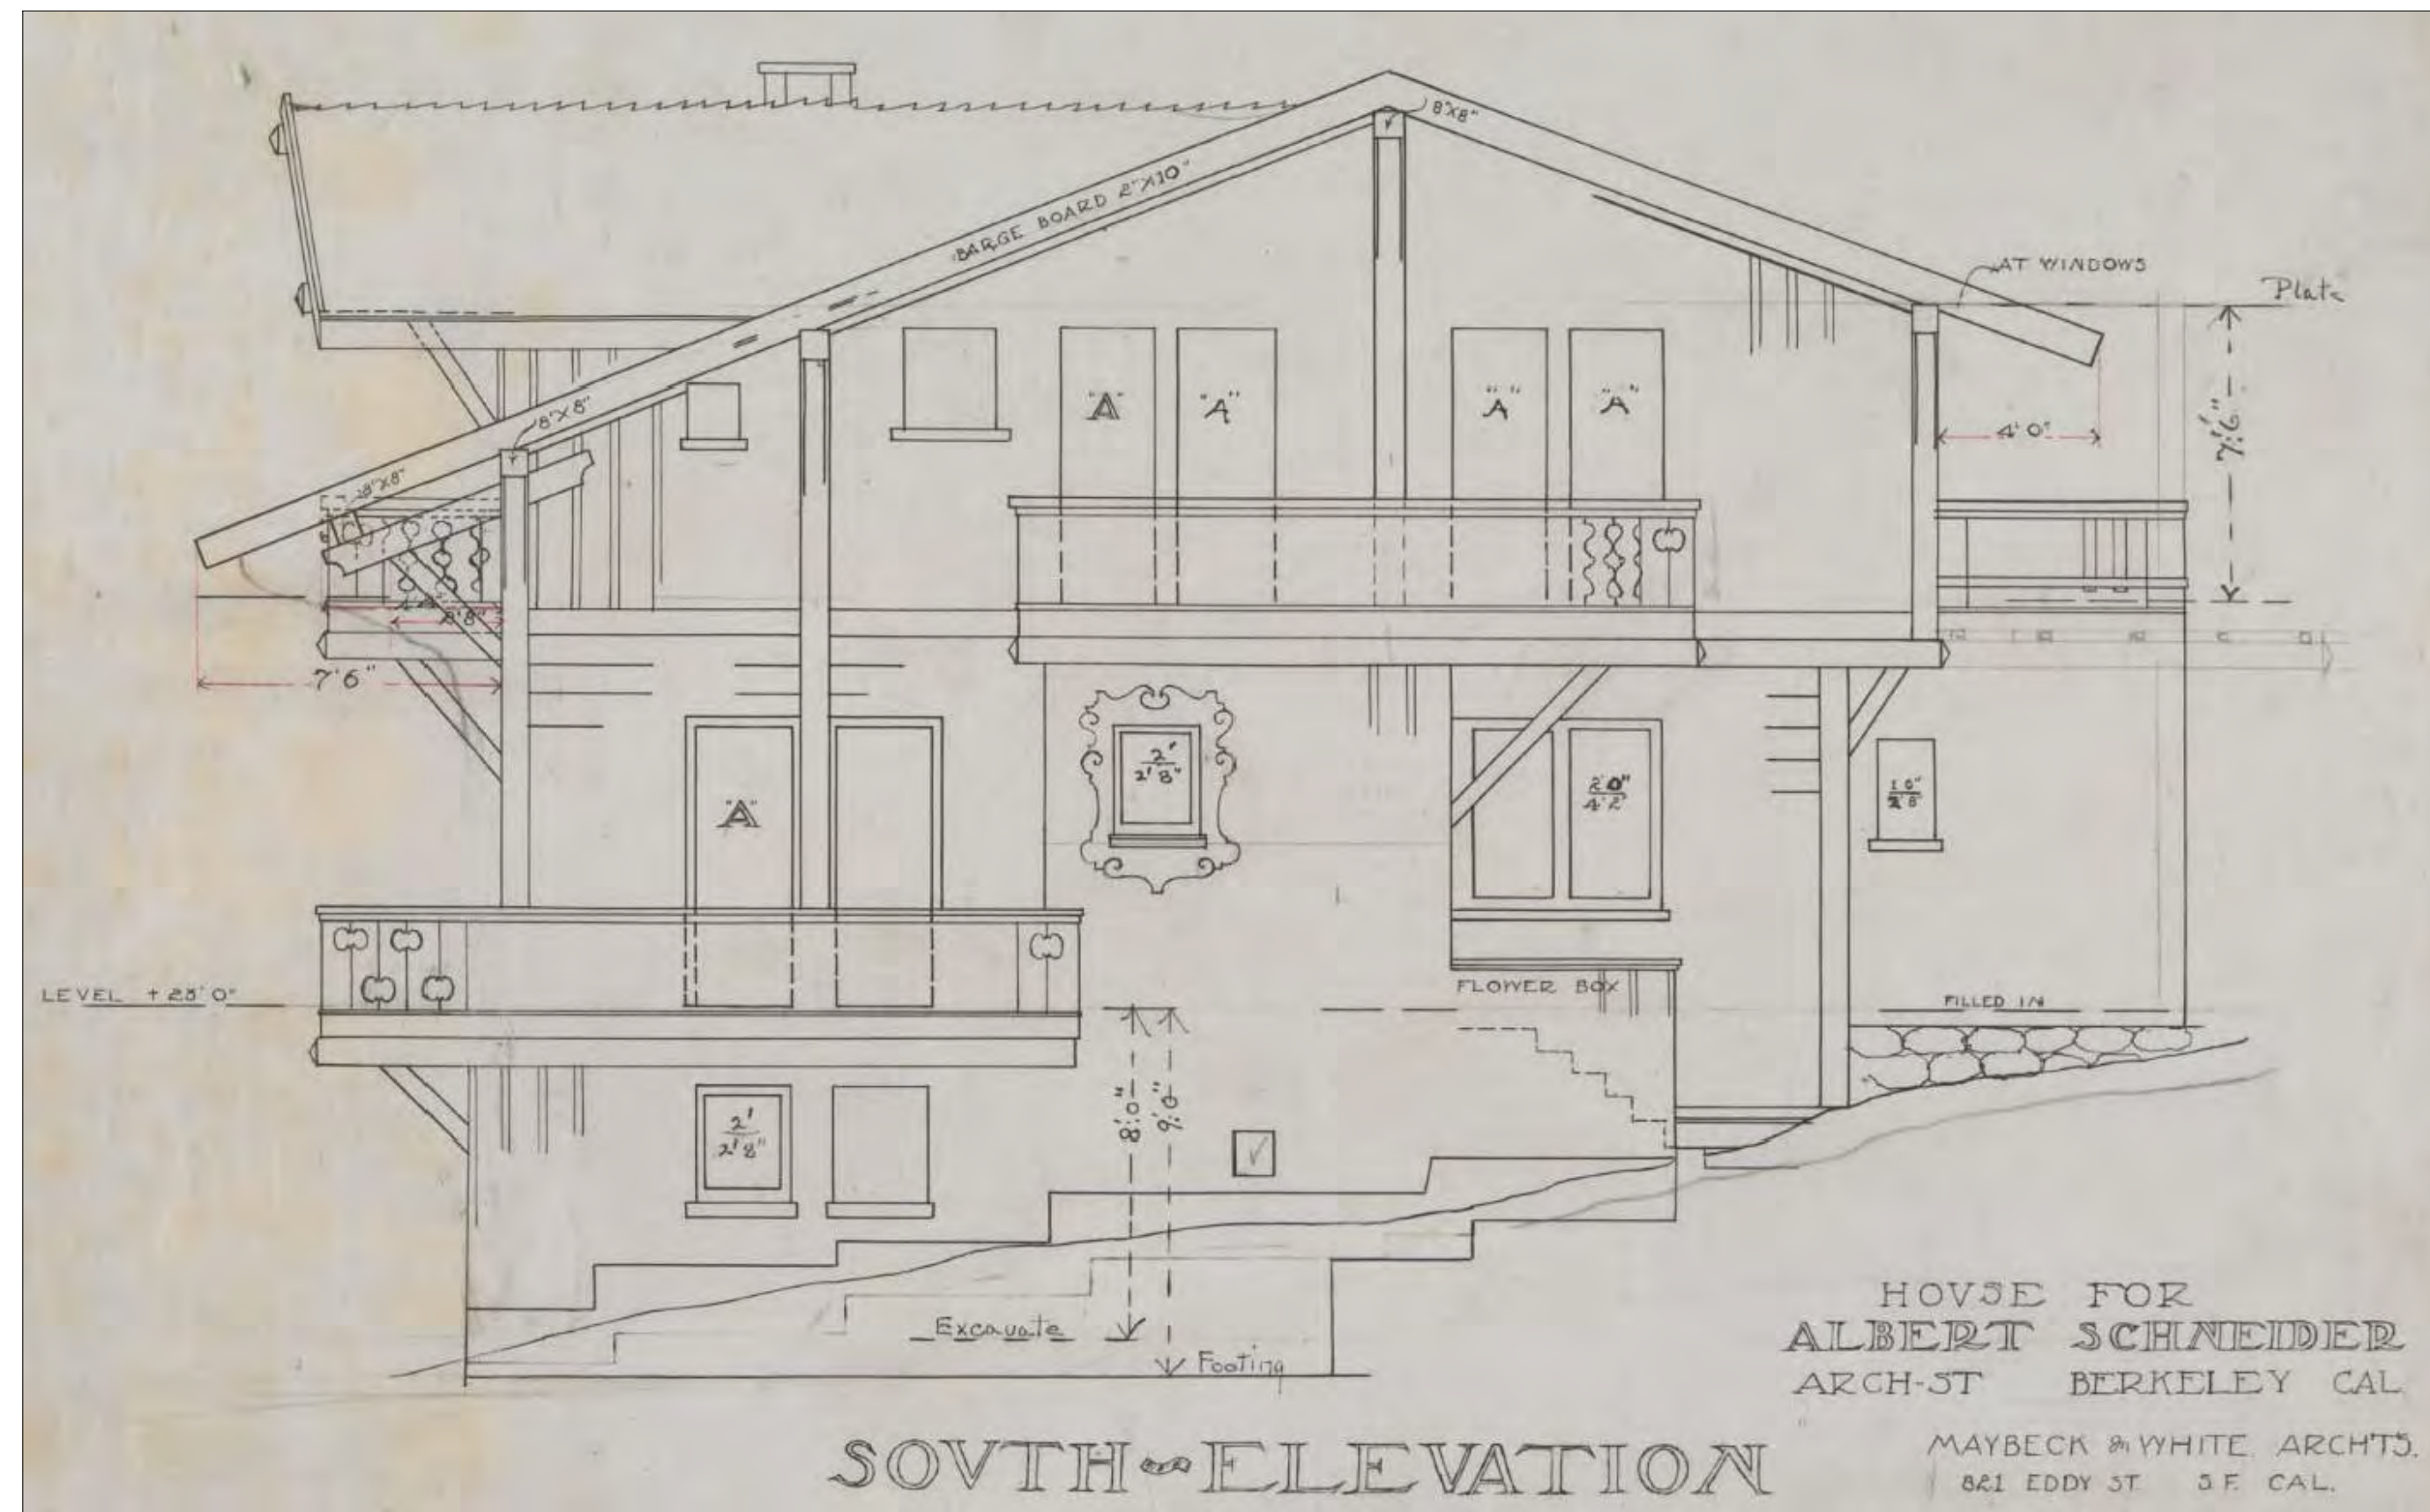 8"X8"
BARGE BOARD 2"X10"
AT WINDOWS
Plate
8"X8"
"A" "A" "A" "A"
4'0"
7'-6"
8"X8"
7'6"
2'
2'8"
2'0"
4'2"
1'0"
2'8"
"A"
FLOWER BOX
LEVEL + 25'0"
FILLED IN
8'-0"
9'-0"
2'
2'8"
Excavate
Footing
HOVSE FOR
ALBERT SCHNEIDER
ARCH-ST BERKELEY CAL
SOVTH ELEVATION
MAYBECK & WHITE ARCHTS.
821 EDDY ST S.F. CAL.